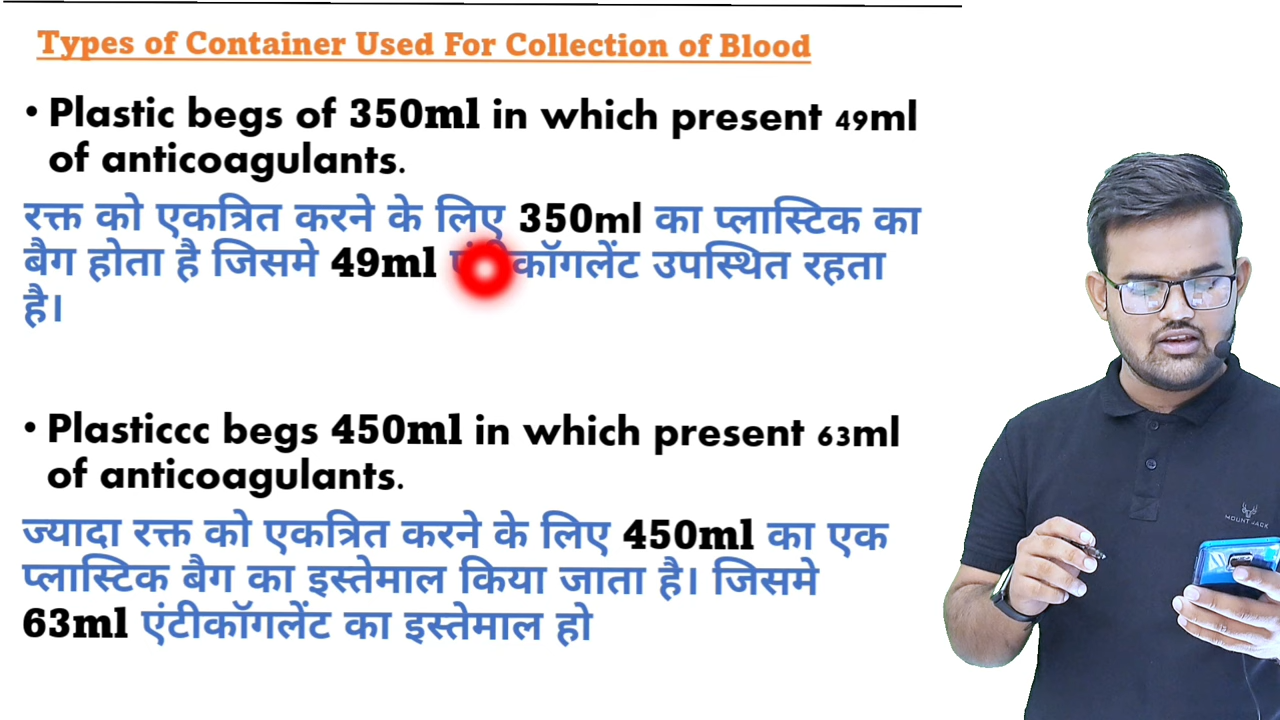 Types of Container Used For Collection of Blood
• Plastic begs of 350ml in which present 49ml
of anticoagulants.
रक्त को एकत्रित करने के लिए 350ml का प्लास्टिक का
बैग होता है जिसमे 49ml उपस्थित रहता
है।
• Plasticcc begs 450ml in which present 63ml
of anticoagulants.
ज्यादा रक्त को एकत्रित करने के लिए 450ml का एक
प्लास्टिक बैग का इस्तेमाल किया जाता है। जिसमे
63ml एंटीकॉगलेंट का इस्तेमाल हो
MOUNT JACK